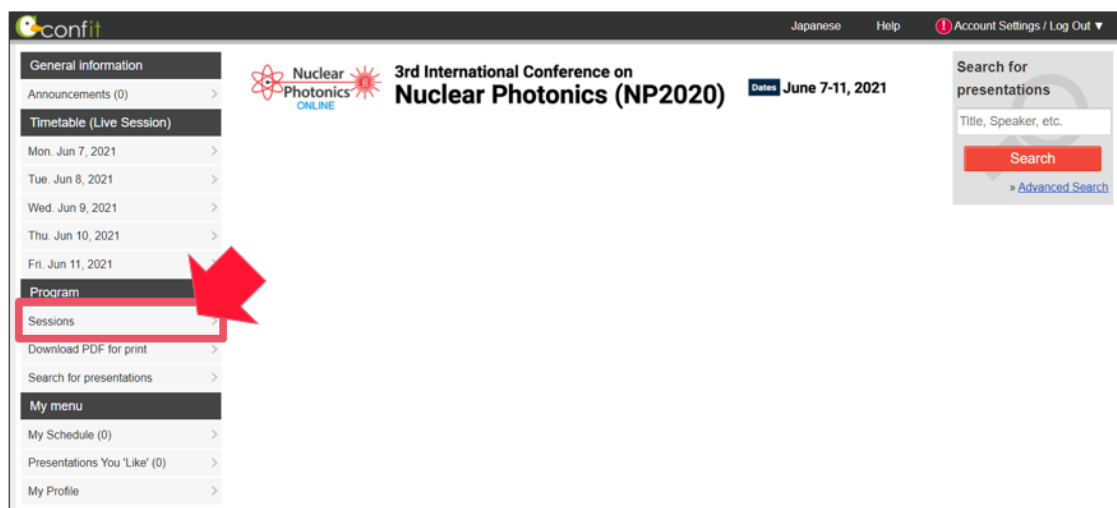 confit
Japanese
Help
! Account Settings / Log Out ▼
General information
Announcements (0)
Timetable (Live Session)
Mon. Jun 7, 2021
Tue. Jun 8, 2021
Wed. Jun 9, 2021
Thu. Jun 10, 2021
Fri. Jun 11, 2021
Program
Sessions
Download PDF for print
Search for presentations
My menu
My Schedule (0)
Presentations You 'Like' (0)
My Profile
Nuclear
Photonics
ONLINE
3rd International Conference on
Nuclear Photonics (NP2020)
Dates June 7-11, 2021
Search for
presentations
Title, Speaker, etc.
Search
» Advanced Search